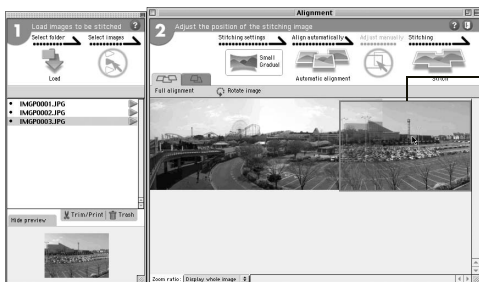 1 Load images to be stitched ?
Select folder Select images
Load
• IMGP0001.JPG
• IMGP0002.JPG
• IMGP0003.JPG
Hide preview Trim/Print Trash
Alignment
2 Adjust the position of the stitching image ?
Stitching settings Align automatically Adjust manually Stitching
Small
Gradual
Automatic alignment Stitch
Full alignment Rotate image
Zoom ratio: Display whole image